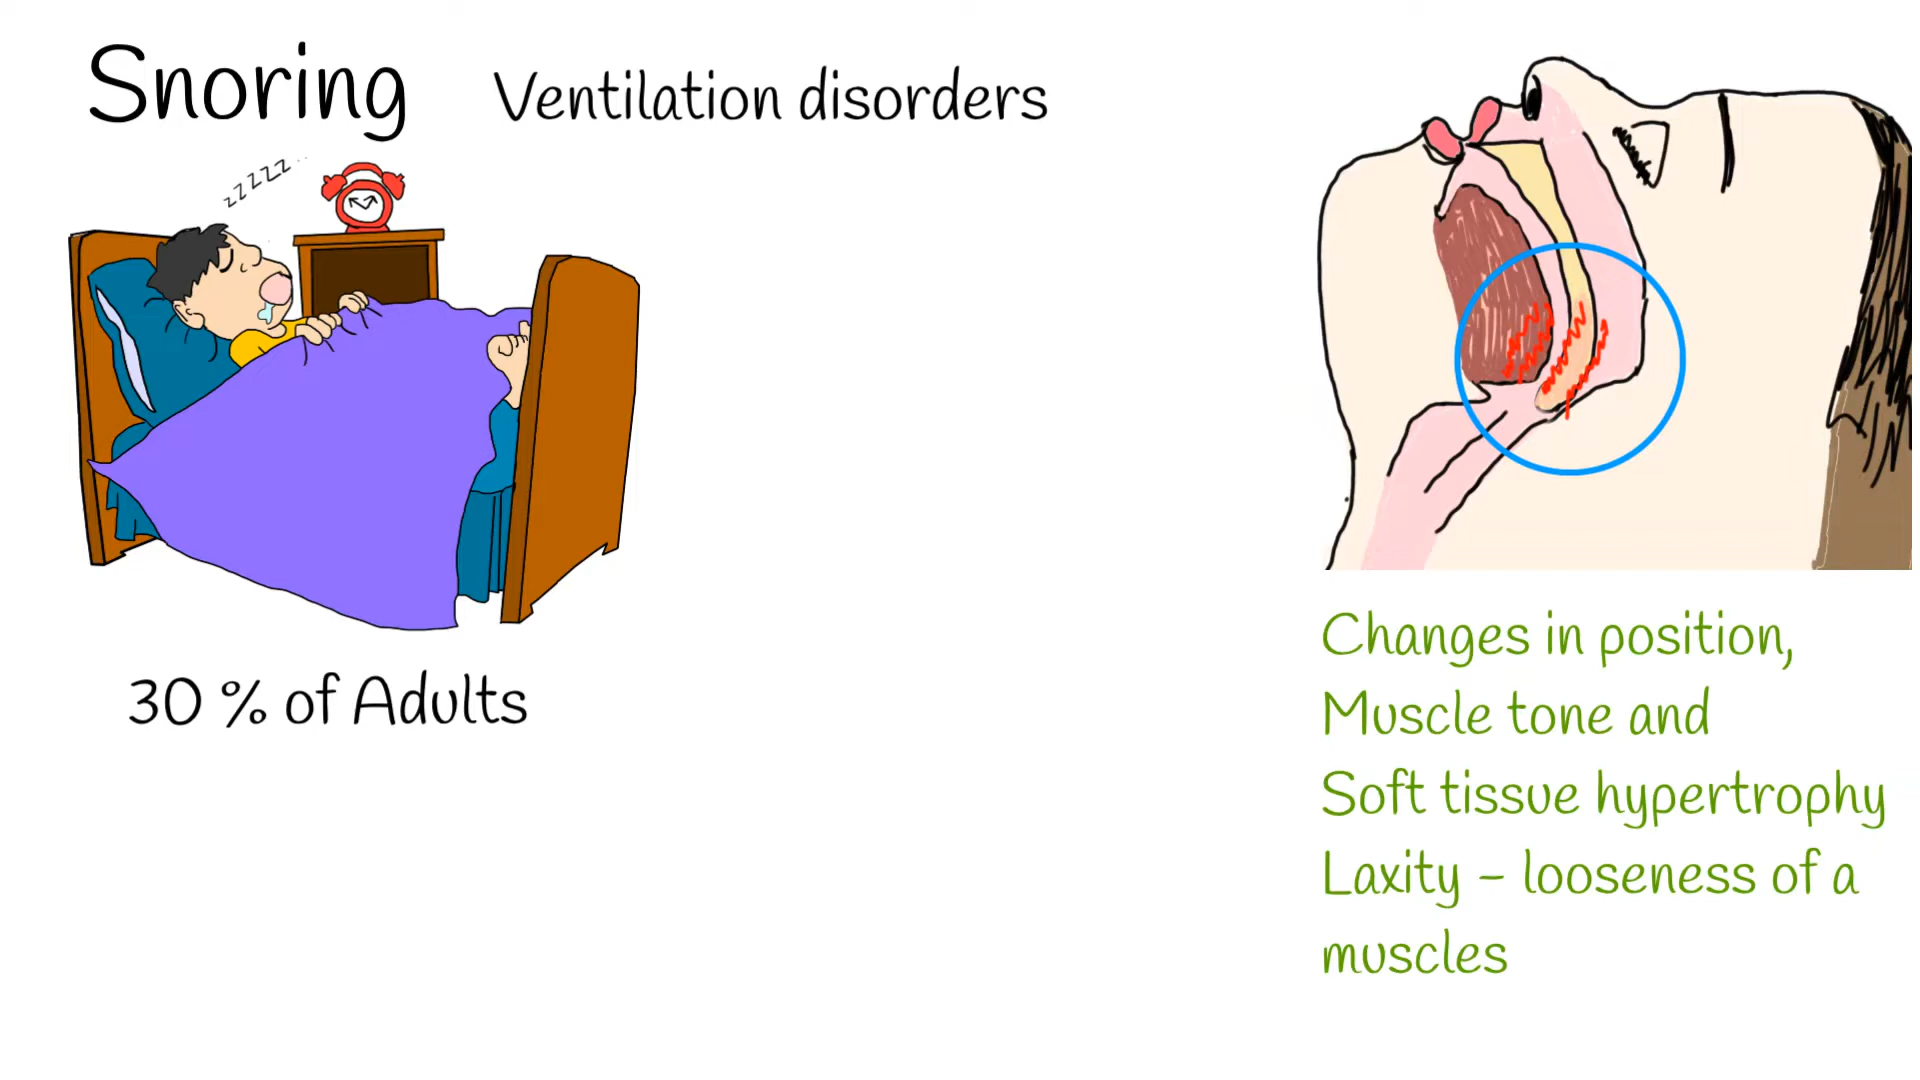 Snoring
Ventilation disorders
zzzzz...
30 % of Adults
Changes in position,
Muscle tone and
Soft tissue hypertrophy
Laxity – looseness of a
muscles